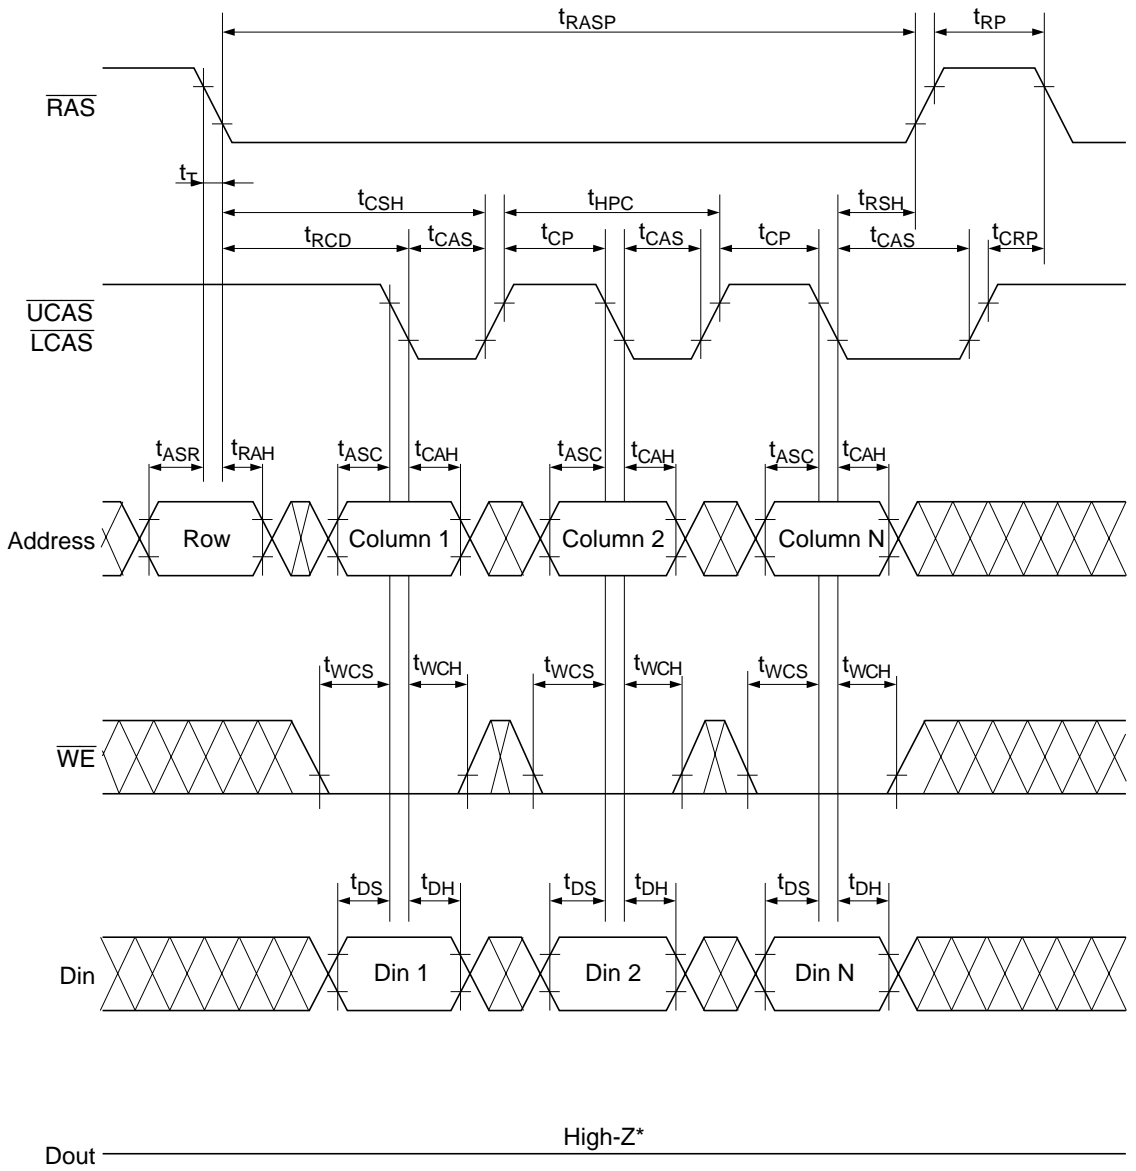 tRASP tRP
RAS
tT
tCSH tHPC tRSH
tRCD tCAS tCP tCAS tCP tCAS tCRP
UCAS
LCAS
tASR tRAH tASC tCAH tASC tCAH tASC tCAH
Address Row Column 1 Column 2 Column N
tWCS tWCH tWCS tWCH tWCS tWCH
WE
tDS tDH tDS tDH tDS tDH
Din Din 1 Din 2 Din N
High-Z*
Dout